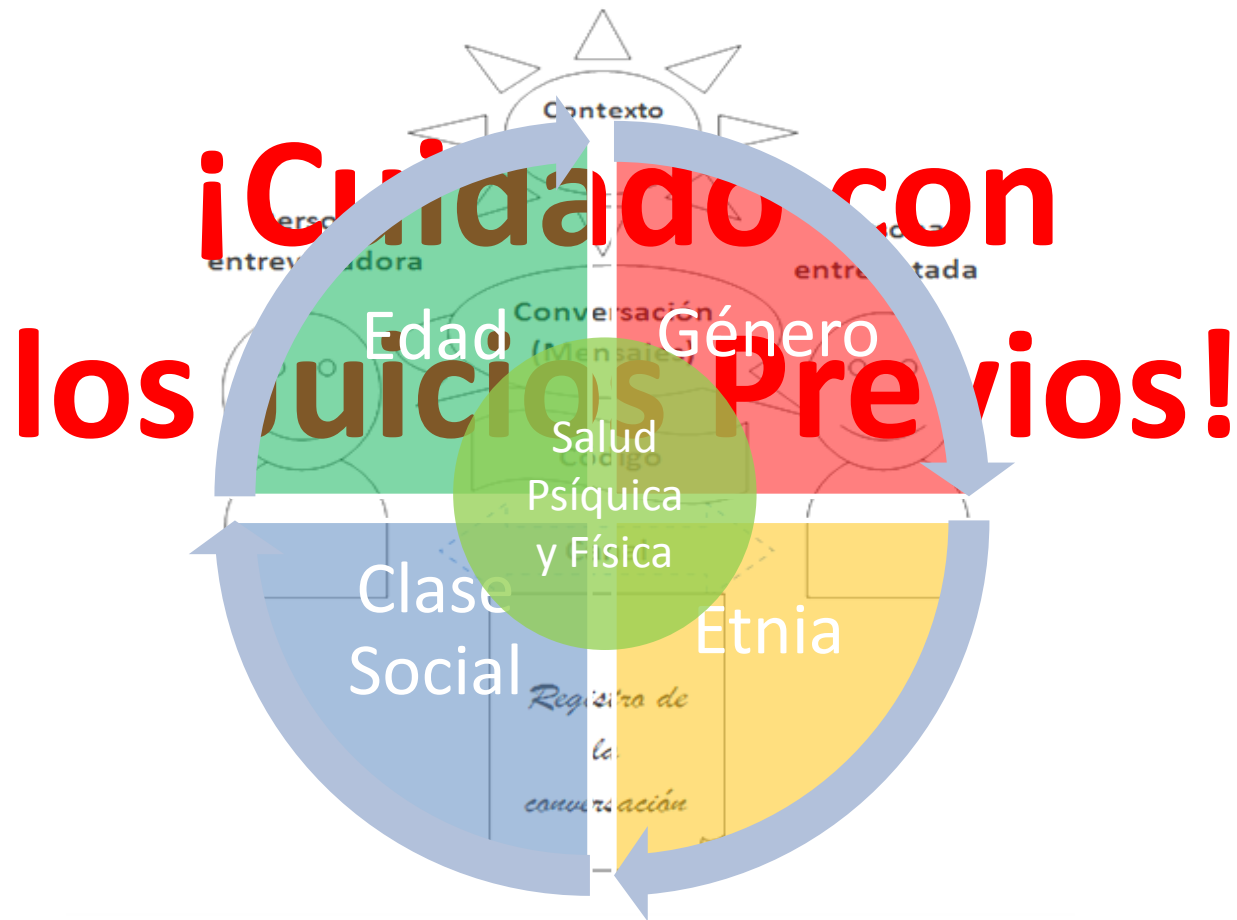 Contexto
¡Cuidado con
los Juicios Previos!
entrevistadora
entrevistada
Conversación
(Mensajes)
Edad
Género
Código
Salud
Psíquica
y Física
Clase
Social
Etnia
Registro de
la
conversación